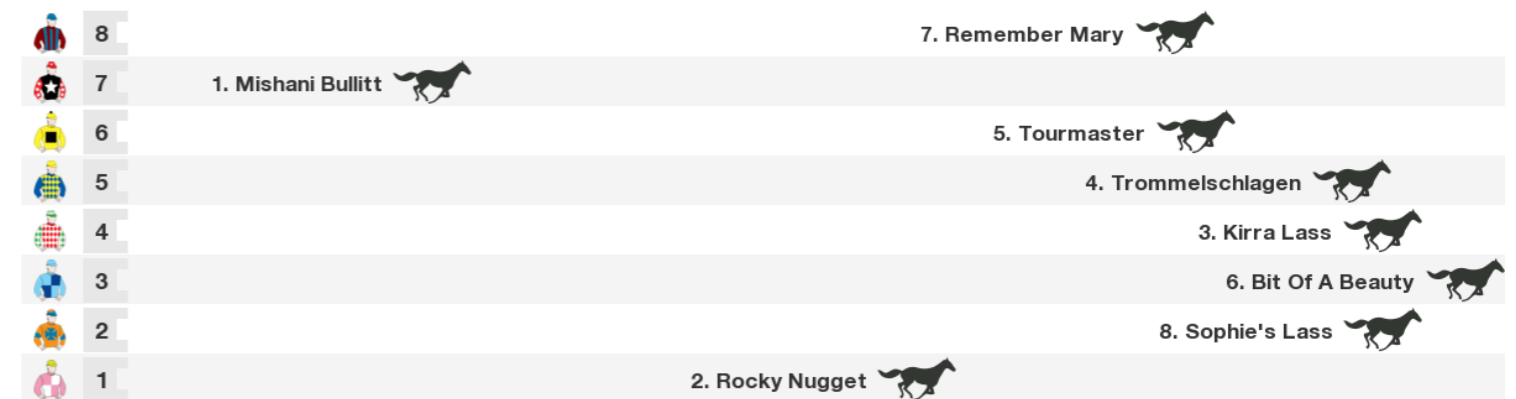 8 7. Remember Mary
7 1. Mishani Bullitt
6 5. Tourmaster
5 4. Trommelschlagen
4 3. Kirra Lass
3 6. Bit Of A Beauty
2 8. Sophie's Lass
1 2. Rocky Nugget